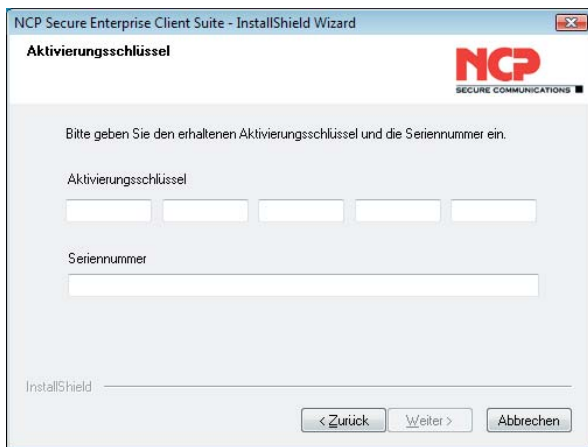 NCP Secure Enterprise Client Suite - InstallShield Wizard
Aktivierungsschlüssel
NCP
SECURE COMMUNICATIONS
Bitte geben Sie den erhaltenen Aktivierungsschlüssel und die Seriennummer ein.
Aktivierungsschlüssel
Seriennummer
InstallShield
< Zurück Weiter > Abbrechen